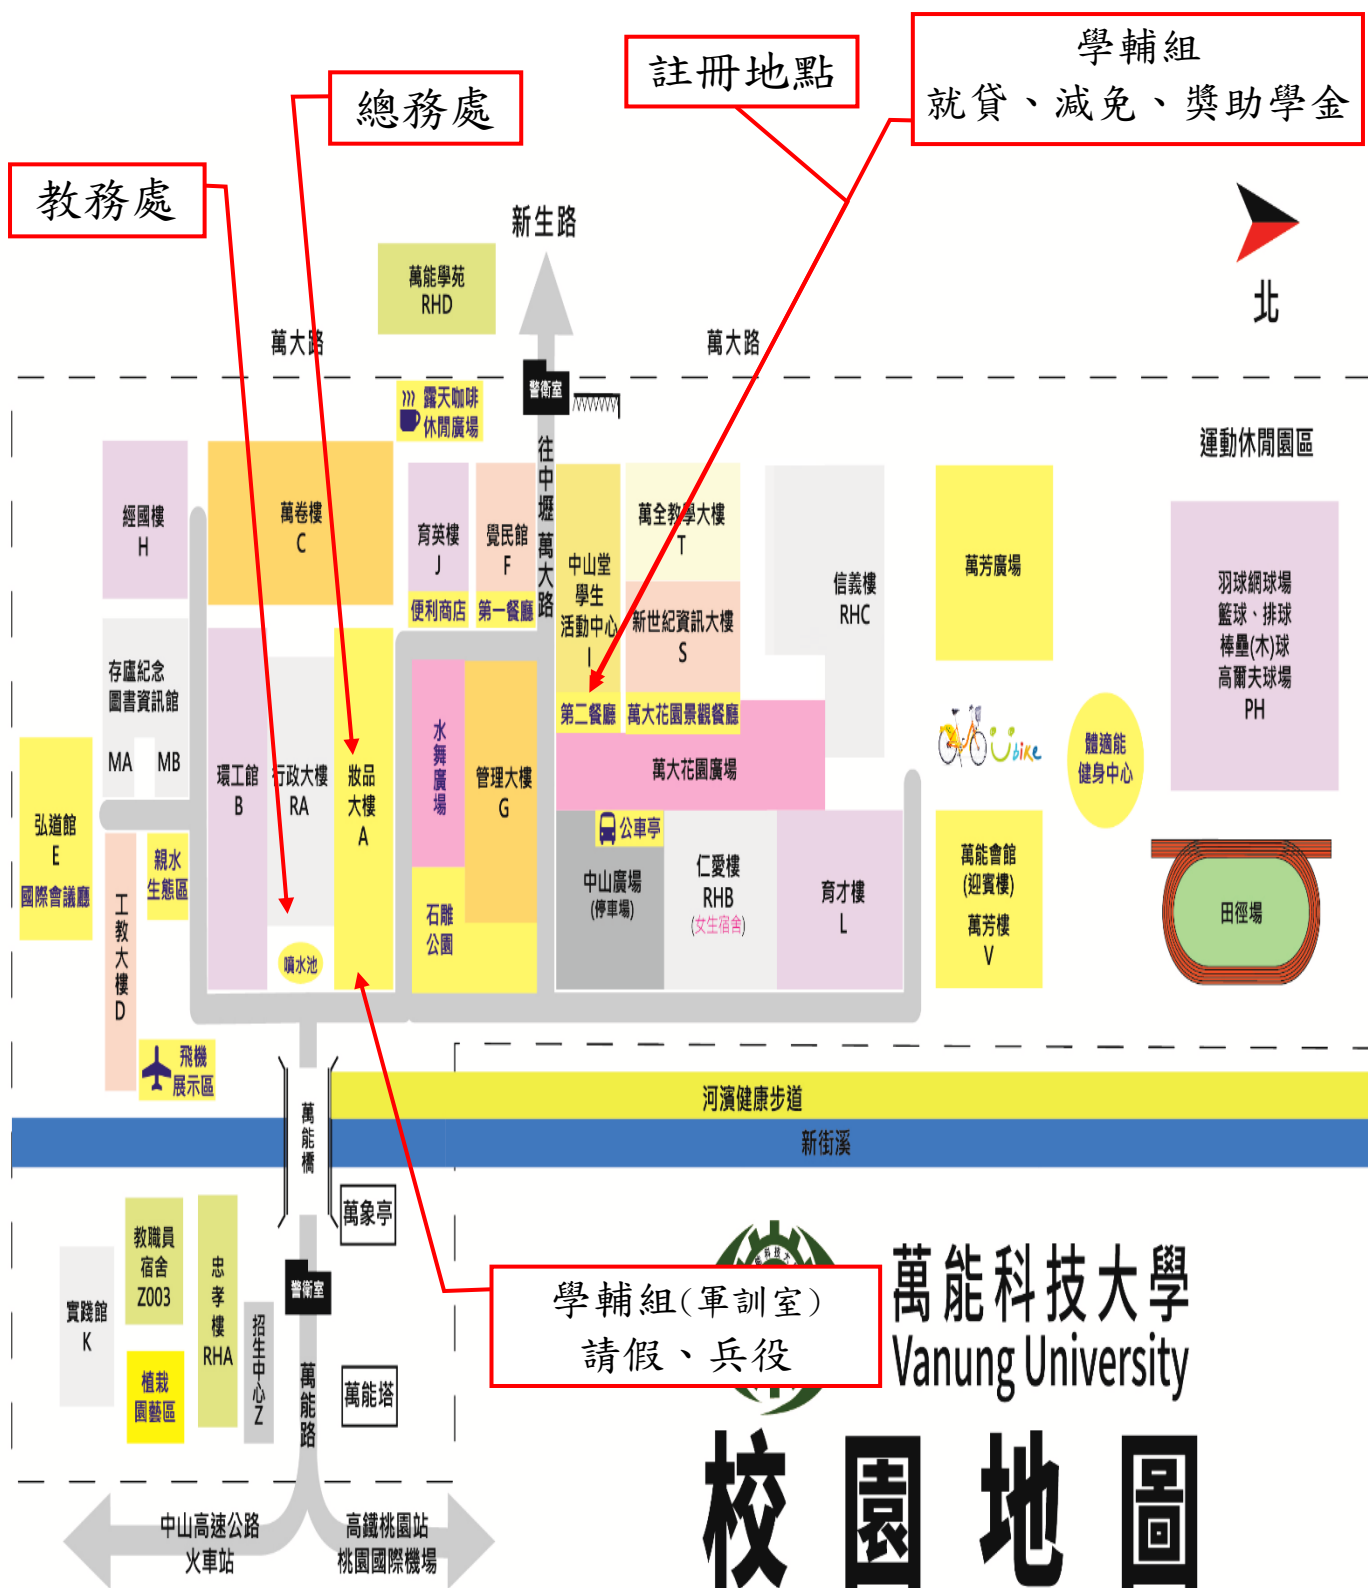 學輔組
就貸、減免、獎助學金
註冊地點
總務處
教務處
新生路
北
萬能學苑
RHD
萬大路
萬大路
警衛室
露天咖啡
休閒廣場
往中壢 萬大路
運動休閒園區
經國樓
H
萬卷樓
C
育英樓
J
便利商店
覺民館
F
第一餐廳
中山堂
學生
活動中心
I
第二餐廳
萬全教學大樓
T
新世紀資訊大樓
S
萬大花園景觀餐廳
信義樓
RHC
萬芳廣場
羽球網球場
籃球、排球
棒壘(木)球
高爾夫球場
PH
存廬紀念
圖書資訊館
MA
MB
環工館
B
行政大樓
RA
妝品
大樓
A
水舞廣場
管理大樓
G
萬大花園廣場
Ubike
體適能
健身中心
弘道館
E
國際會議廳
工教大樓D
親水
生態區
噴水池
石雕
公園
公車亭
中山廣場
(停車場)
仁愛樓
RHB
(女生宿舍)
育才樓
L
萬能會館
(迎賓樓)
萬芳樓
V
田徑場
飛機
展示區
萬能橋
河濱健康步道
新街溪
萬象亭
教職員
宿舍
Z003
忠孝樓
RHA
實踐館
K
植栽
園藝區
招生中心Z
警衛室
萬能路
萬能塔
學輔組(軍訓室)
請假、兵役
萬能科技大學
Vanung University
校園地圖
中山高速公路
火車站
高鐵桃園站
桃園國際機場